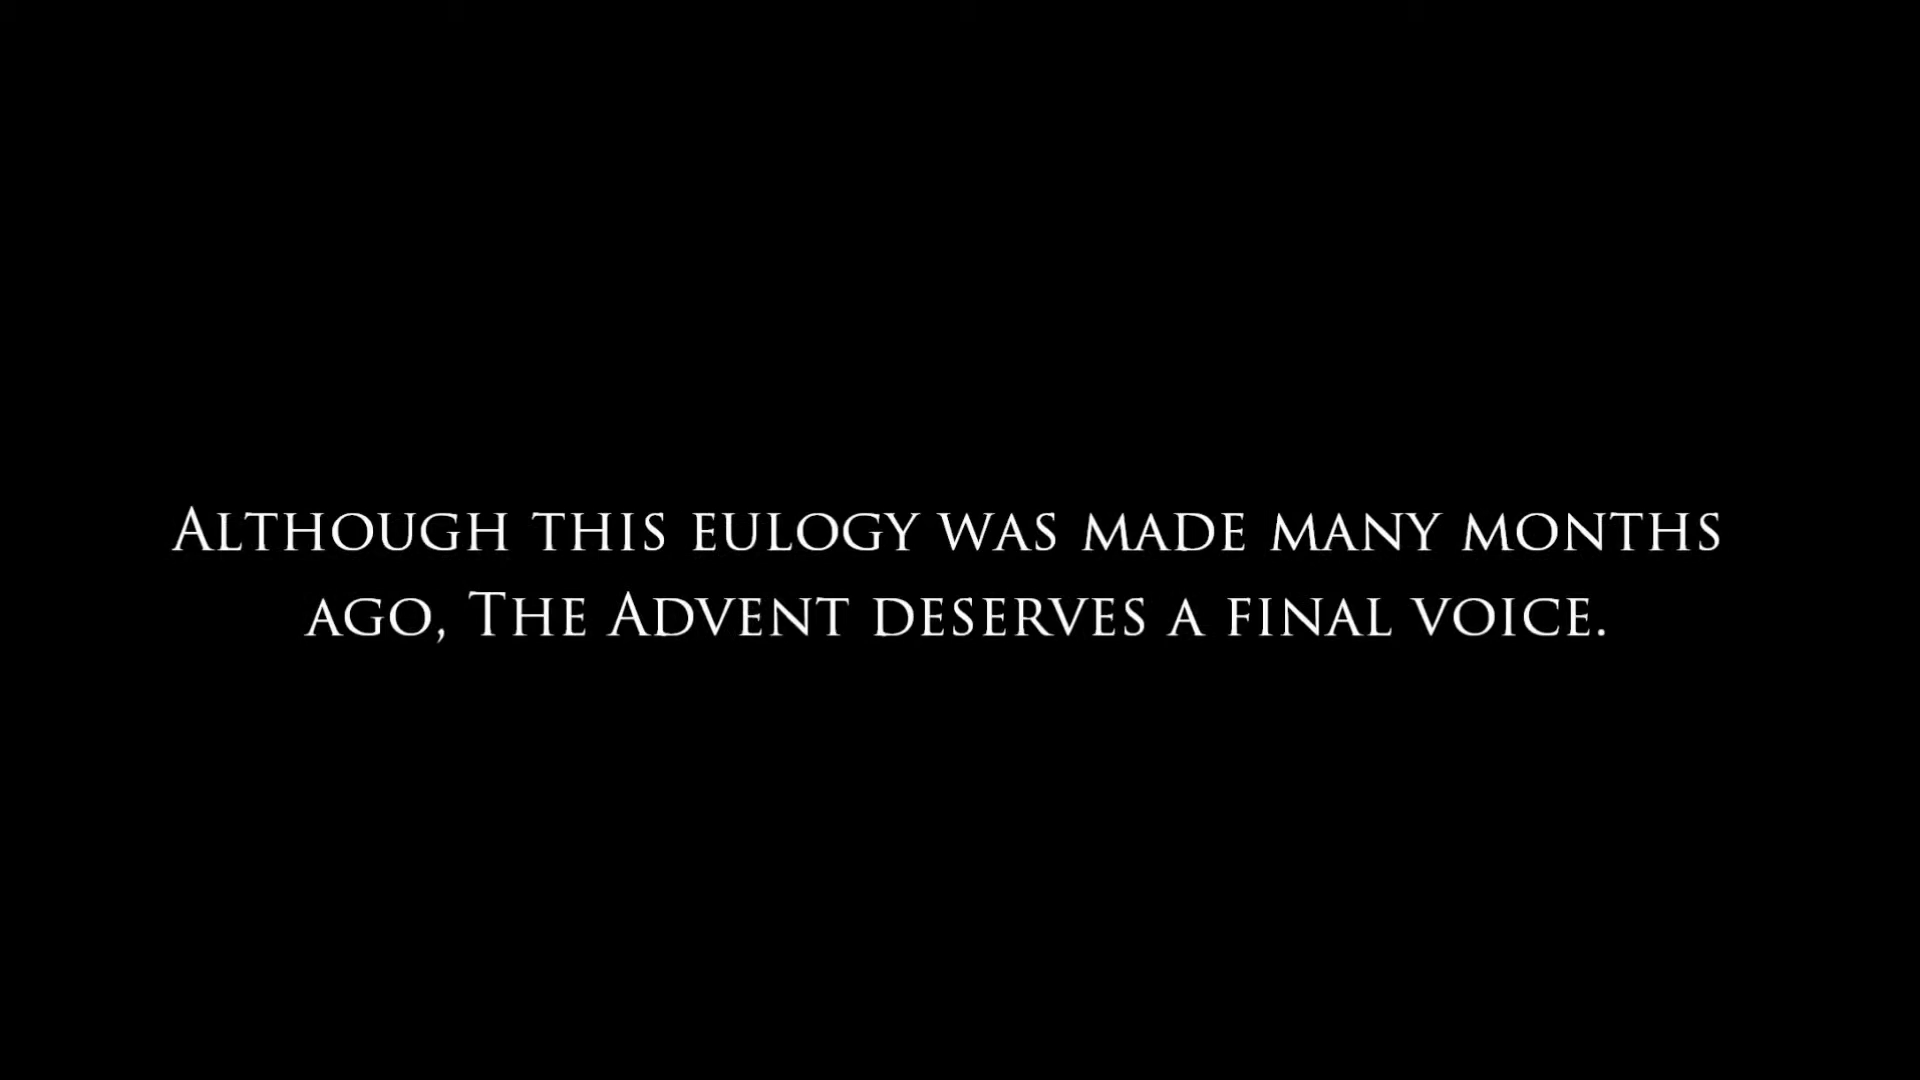 Although this eulogy was made many months
ago, The Advent deserves a final voice.